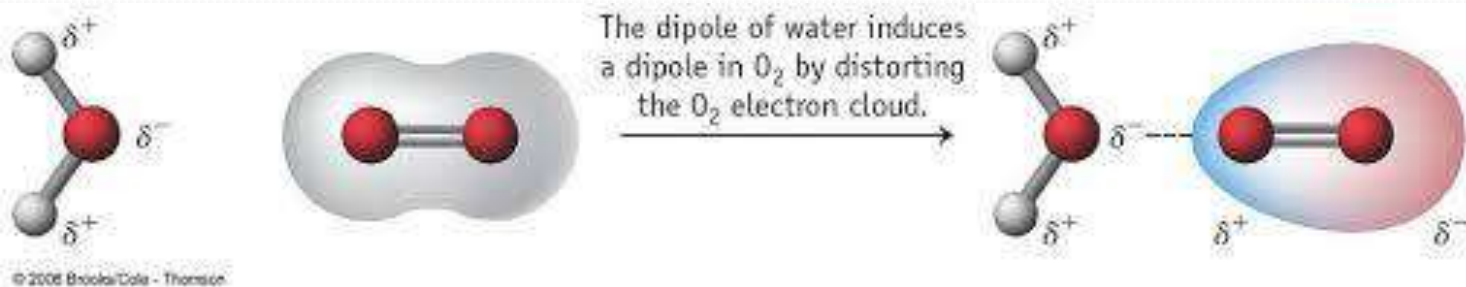 δ+
δ−
δ+
The dipole of water induces
a dipole in O2 by distorting
the O2 electron cloud.
δ+
δ−
δ+
δ+
δ−
© 2006 Brooks/Cole - Thomson